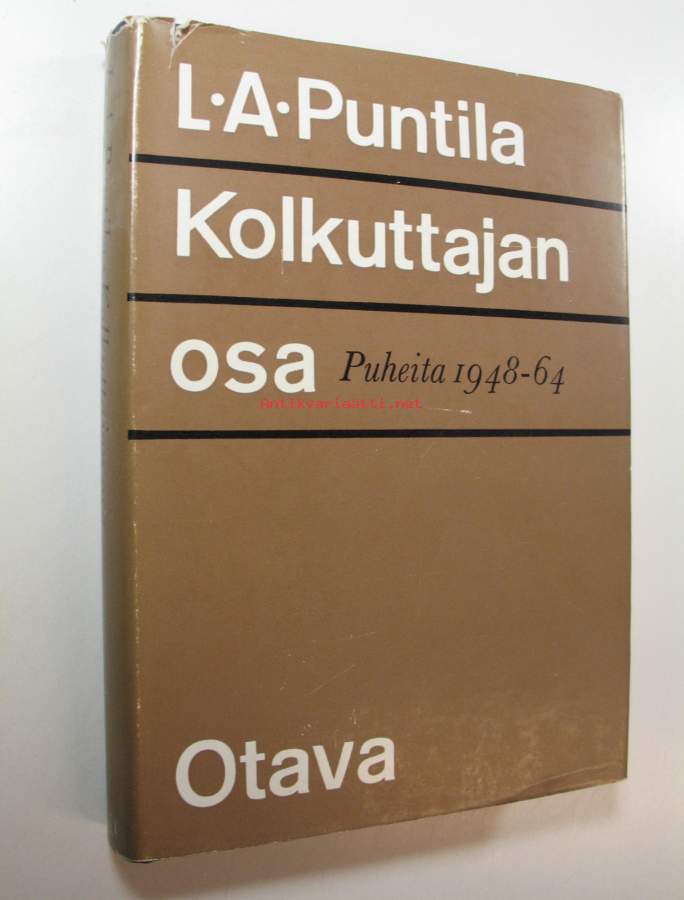 L·A·Puntila
Kolkuttajan
osa Puheita 1948-64
Antikvariaatti.net
Otava